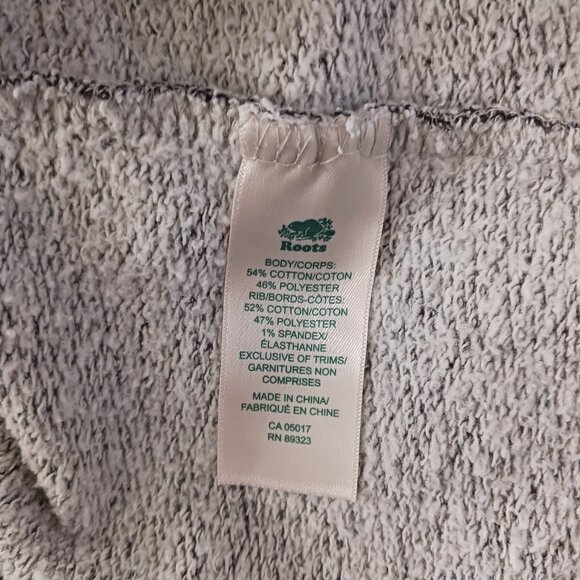 Roots
BODY/CORPS:
54% COTTON/COTON
46% POLYESTER
RIB/BORDS-CÔTES:
52% COTTON/COTON
47% POLYESTER
1% SPANDEX/
ÉLASTHANNE
EXCLUSIVE OF TRIMS/
GARNITURES NON
COMPRISES
MADE IN CHINA/
FABRIQUÉ EN CHINE
CA 05017
RN 89323